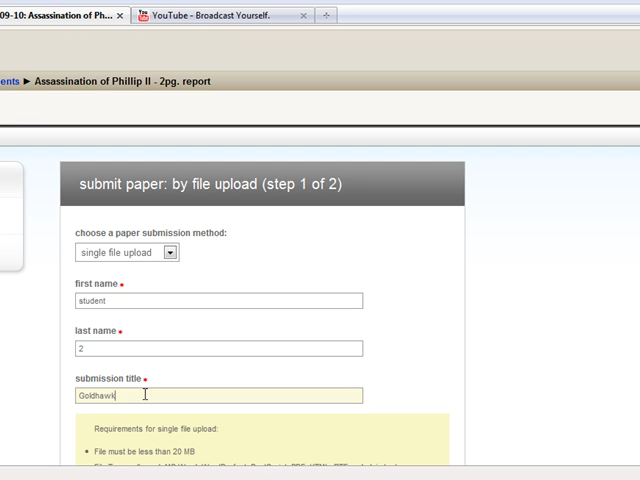 09-10: Assassination of Ph... × YouTube - Broadcast Yourself. ×
ents ► Assassination of Phillip II - 2pg. report
submit paper: by file upload (step 1 of 2)
choose a paper submission method:
single file upload
first name
student
last name
2
submission title
Goldhawk
Requirements for single file upload:
File must be less than 20 MB